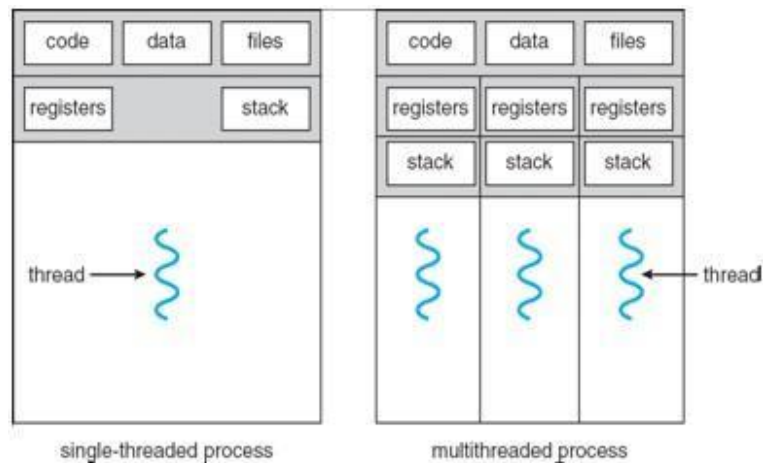 code data files code data files
registers stack registers registers registers
stack stack stack
thread thread
single-threaded process multithreaded process